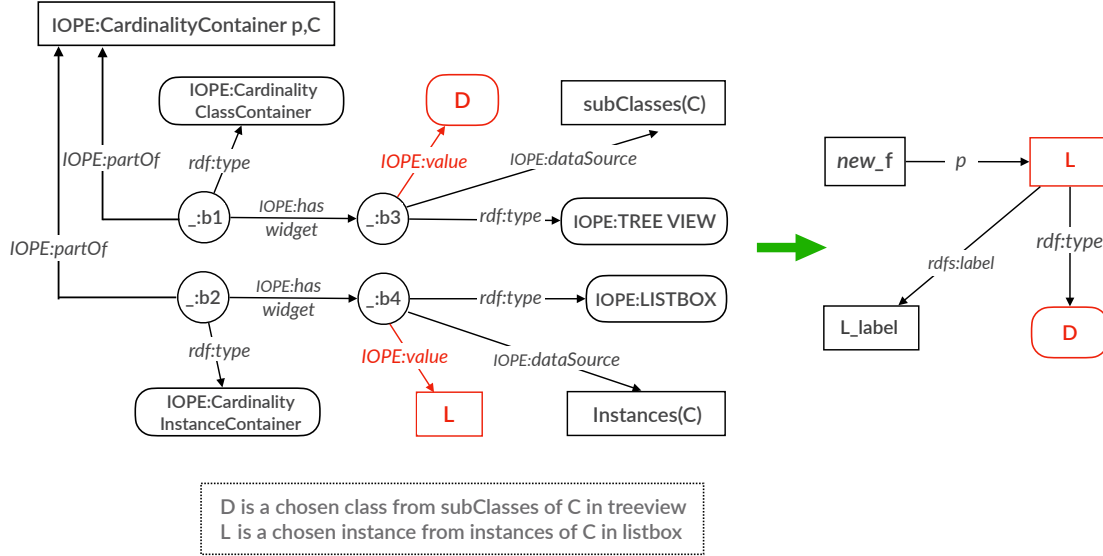 IOPE:CardinalityContainer p,C
IOPE:Cardinality
ClassContainer
D
subClasses(C)
IOPE:partOf
rdf:type
IOPE:value
IOPE:dataSource
_:b1
IOPE:has
widget
_:b3
rdf:type
IOPE:TREE VIEW
IOPE:partOf
_:b2
IOPE:has
widget
_:b4
rdf:type
IOPE:LISTBOX
rdf:type
IOPE:value
IOPE:dataSource
IOPE:Cardinality
InstanceContainer
L
Instances(C)
new_f
p
L
rdfs:label
rdf:type
L_label
D
D is a chosen class from subClasses of C in treeview
L is a chosen instance from instances of C in listbox